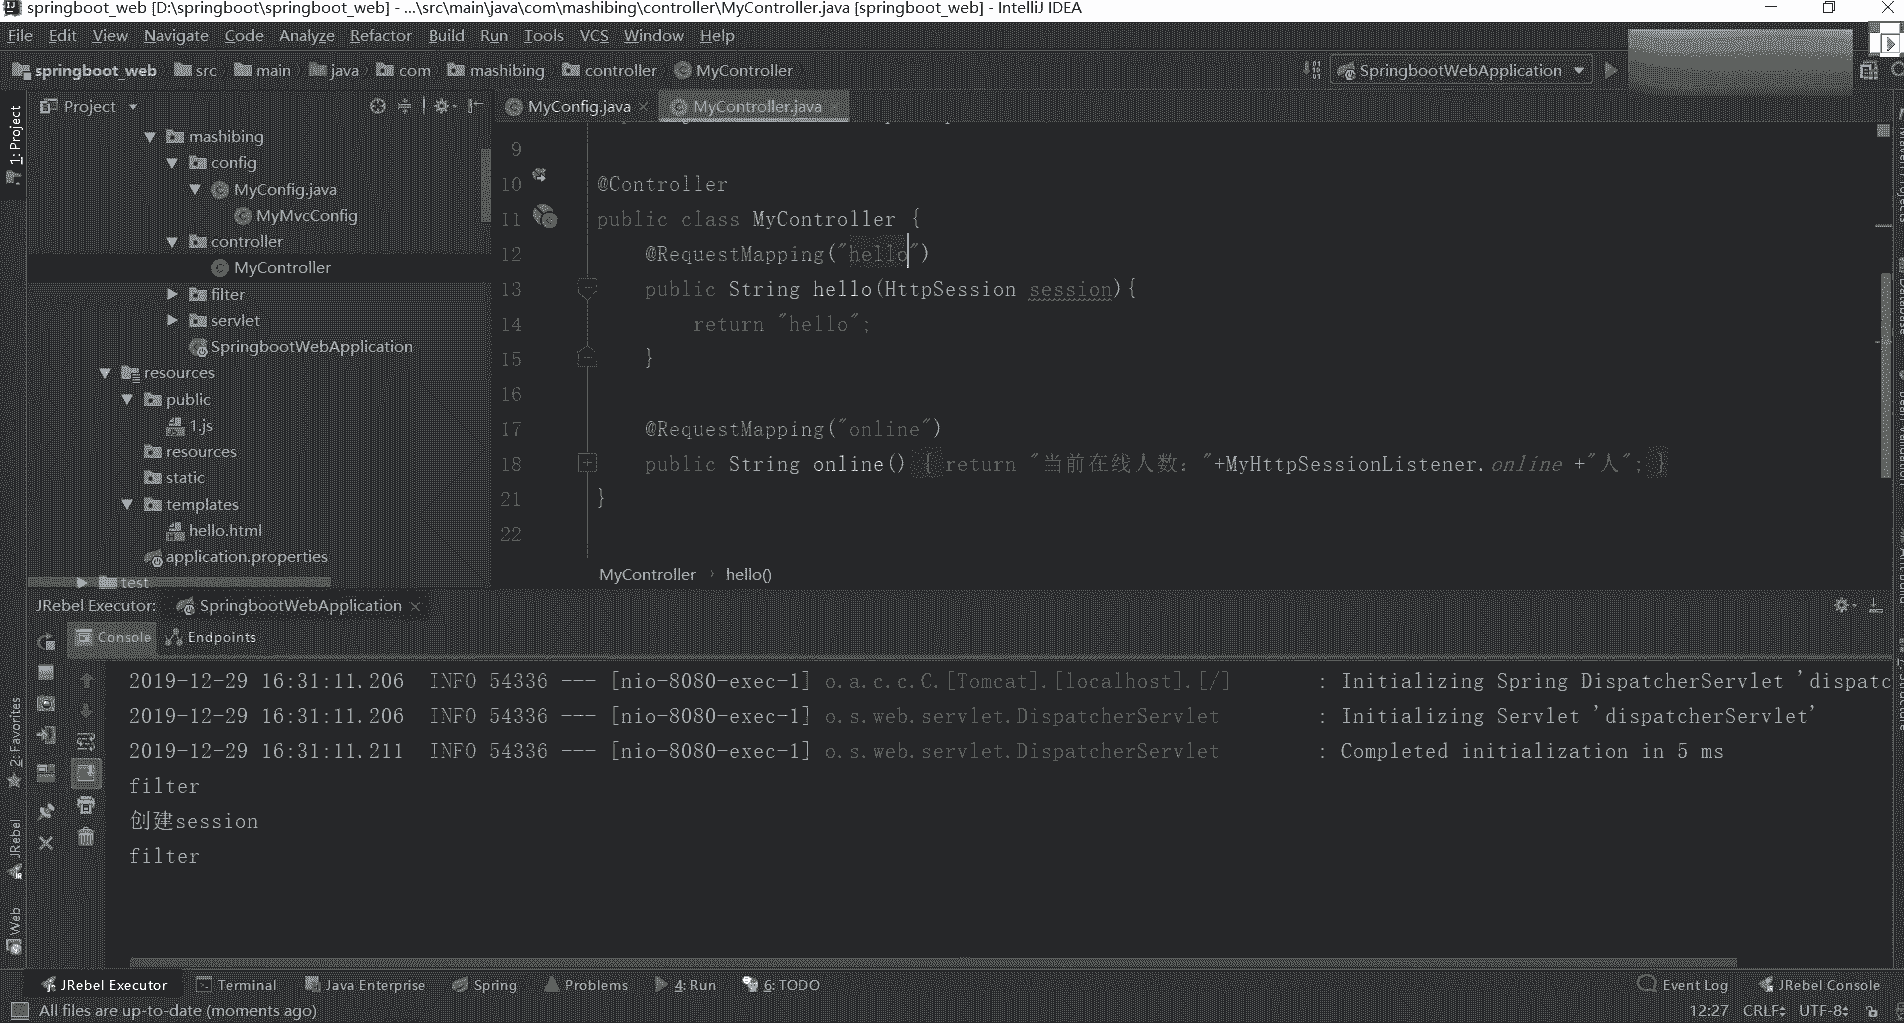 springboot_web [D:\springboot\springboot_web] - ...\src\main\java\com\mashibing\controller\MyController.java [springboot_web] - IntelliJ IDEA
File Edit View Navigate Code Analyze Refactor Build Run Tools VCS Window Help
springboot_web src main java com mashibing controller MyController SpringbootWebApplication
1: Project
Project
MyConfig.java MyController.java
mashibing
config
MyConfig.java
MyMvcConfig
controller
MyController
filter
servlet
SpringbootWebApplication
resources
public
1.js
resources
static
templates
hello.html
application.properties
test
9
10 @Controller
11 public class MyController {
12 @RequestMapping("hello")
13 public String hello(HttpSession session){
14 return "hello";
15 }
16
17 @RequestMapping("online")
18 public String online() { return "当前在线人数："+MyHttpSessionListener.online +"人"; }
21 }
22
MyController › hello()
JRebel Executor: SpringbootWebApplication
Console Endpoints
2019-12-29 16:31:11.206 INFO 54336 --- [nio-8080-exec-1] o.a.c.c.C.[Tomcat].[localhost].[/] : Initializing Spring DispatcherServlet 'dispatc
2019-12-29 16:31:11.206 INFO 54336 --- [nio-8080-exec-1] o.s.web.servlet.DispatcherServlet : Initializing Servlet 'dispatcherServlet'
2019-12-29 16:31:11.211 INFO 54336 --- [nio-8080-exec-1] o.s.web.servlet.DispatcherServlet : Completed initialization in 5 ms
filter
创建session
filter
2: Favorites
JRebel
Web
JRebel Executor Terminal Java Enterprise Spring Problems 4: Run 6: TODO Event Log JRebel Console
All files are up-to-date (moments ago) 12:27 CRLF UTF-8